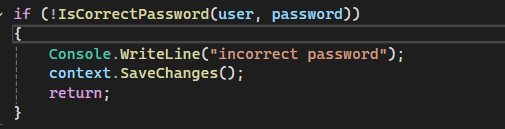 if (!IsCorrectPassword(user, password))
{
    Console.WriteLine("incorrect password");
    context.SaveChanges();
    return;
}